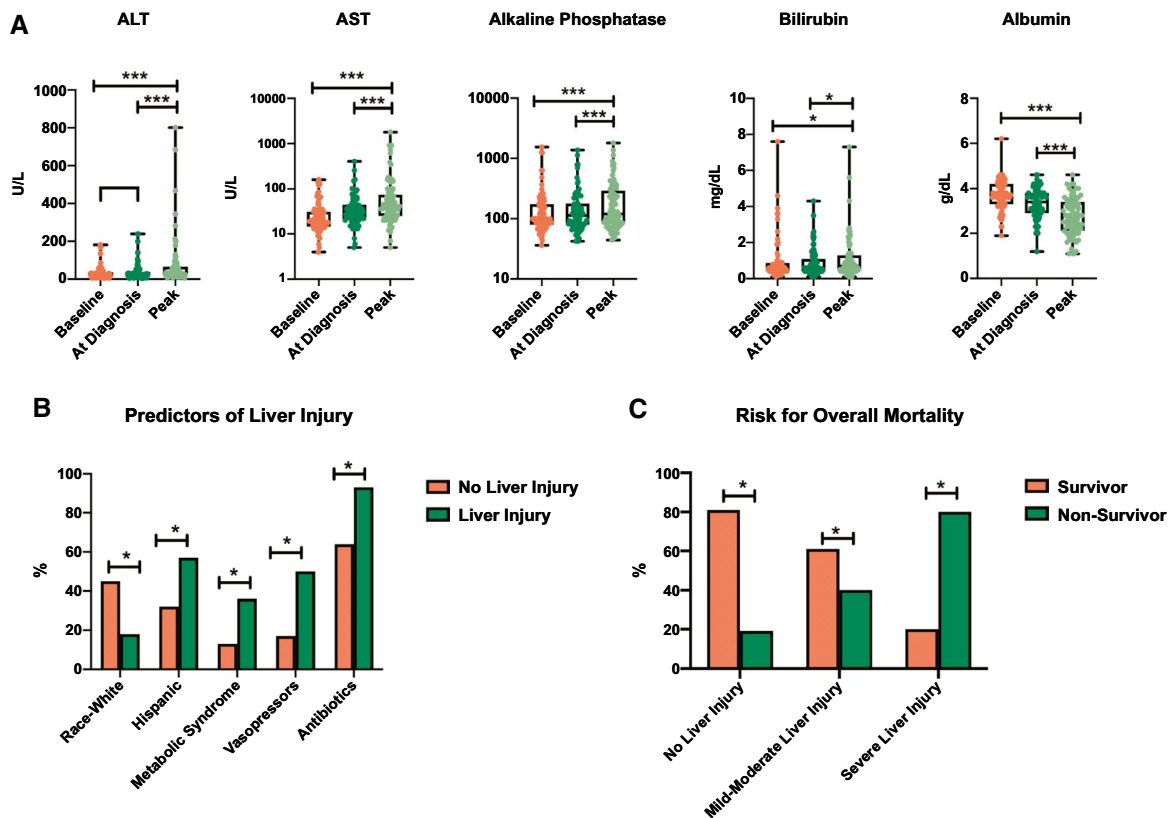 A
ALT
AST
Alkaline Phosphatase
Bilirubin
Albumin
U/L
1000
800
600
400
200
0
***
***
Baseline
At Diagnosis
Peak
U/L
10000
1000
100
10
1
***
***
Baseline
At Diagnosis
Peak
10000
1000
100
10
***
***
Baseline
At Diagnosis
Peak
mg/dL
10
8
6
4
2
0
*
*
Baseline
At Diagnosis
Peak
g/dL
8
6
4
2
0
***
***
Baseline
At Diagnosis
Peak
B
Predictors of Liver Injury
%
100
80
60
40
20
0
*
*
*
*
*
Race-White
Hispanic
Metabolic Syndrome
Vasopressors
Antibiotics
No Liver Injury
Liver Injury
C
Risk for Overall Mortality
%
100
80
60
40
20
0
*
*
*
No Liver Injury
Mild-Moderate Liver Injury
Severe Liver Injury
Survivor
Non-Survivor